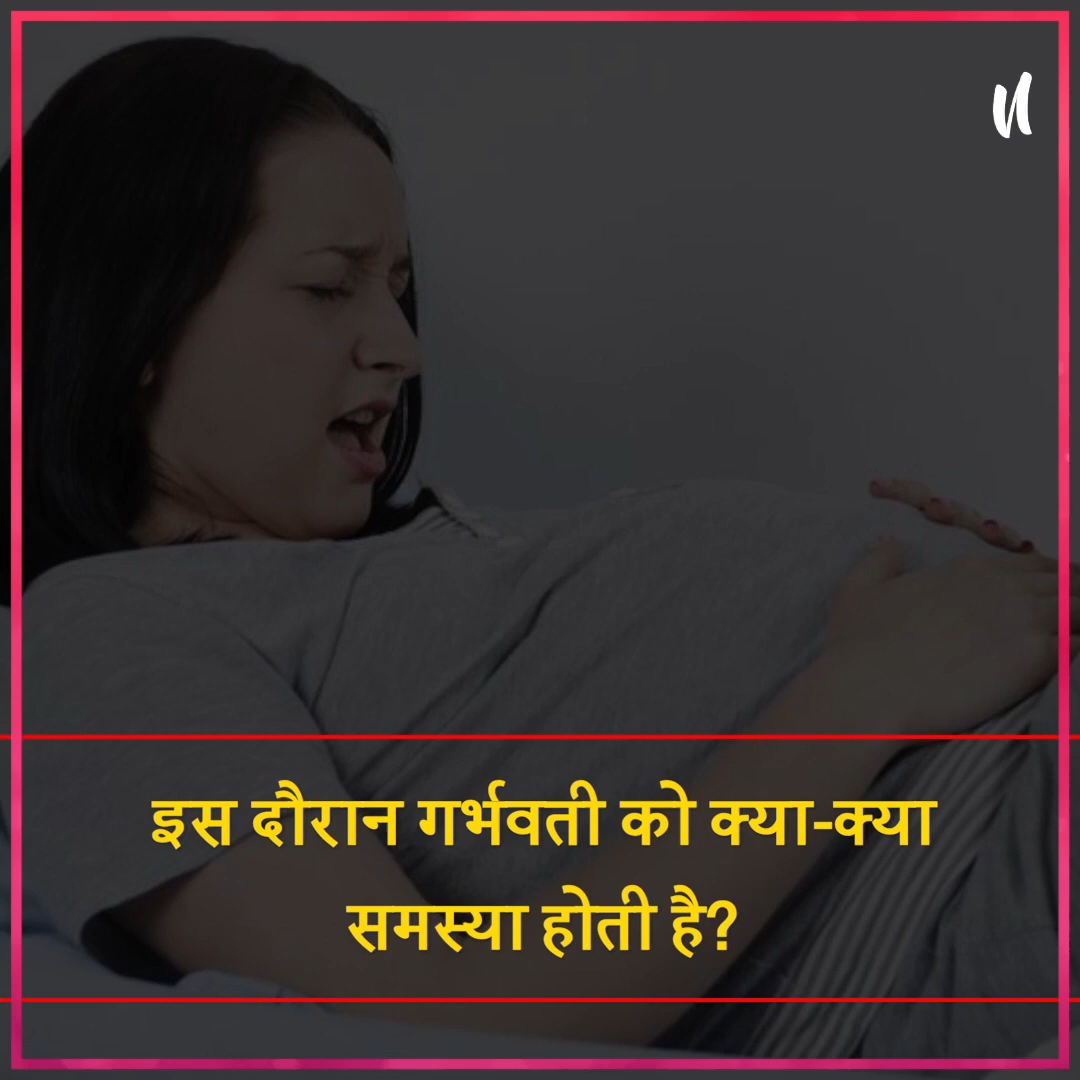 इस दौरान गर्भवती को क्या-क्या
समस्या होती है?